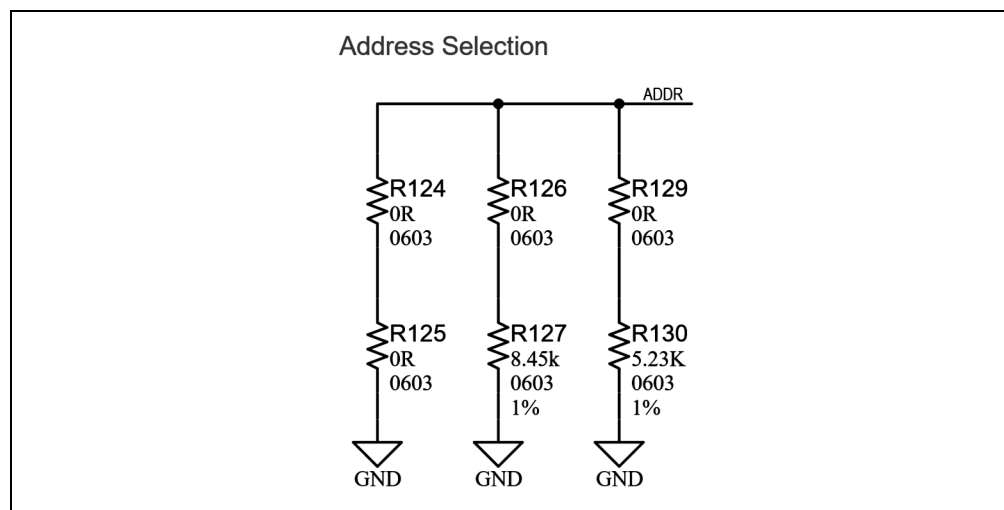 Address Selection
ADDR
R124
0R
0603
R126
0R
0603
R129
0R
0603
R125
0R
0603
R127
8.45k
0603
1%
R130
5.23K
0603
1%
GND
GND
GND